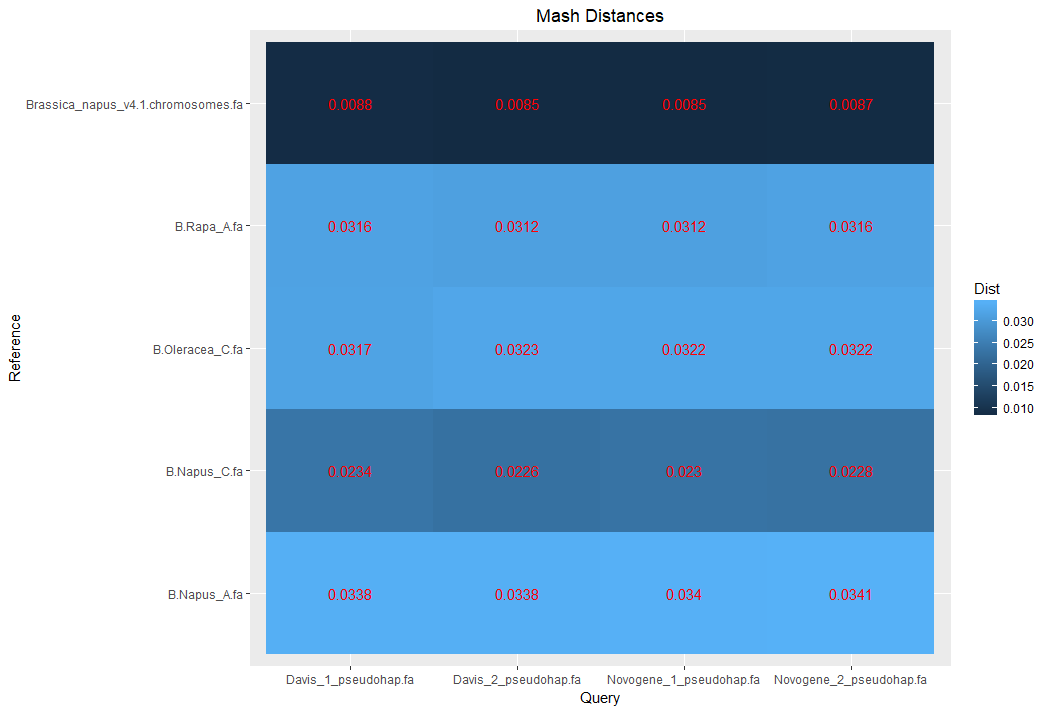 Mash Distances
Brassica_napus_v4.1.chromosomes.fa 0.0088 0.0085 0.0085 0.0087
B.Rapa_A.fa 0.0316 0.0312 0.0312 0.0316
B.Oleracea_C.fa 0.0317 0.0323 0.0322 0.0322
B.Napus_C.fa 0.0234 0.0226 0.023 0.0228
B.Napus_A.fa 0.0338 0.0338 0.034 0.0341
Davis_1_pseudohap.fa Davis_2_pseudohap.fa Novogene_1_pseudohap.fa Novogene_2_pseudohap.fa
Query
Reference
Dist
0.030
0.025
0.020
0.015
0.010